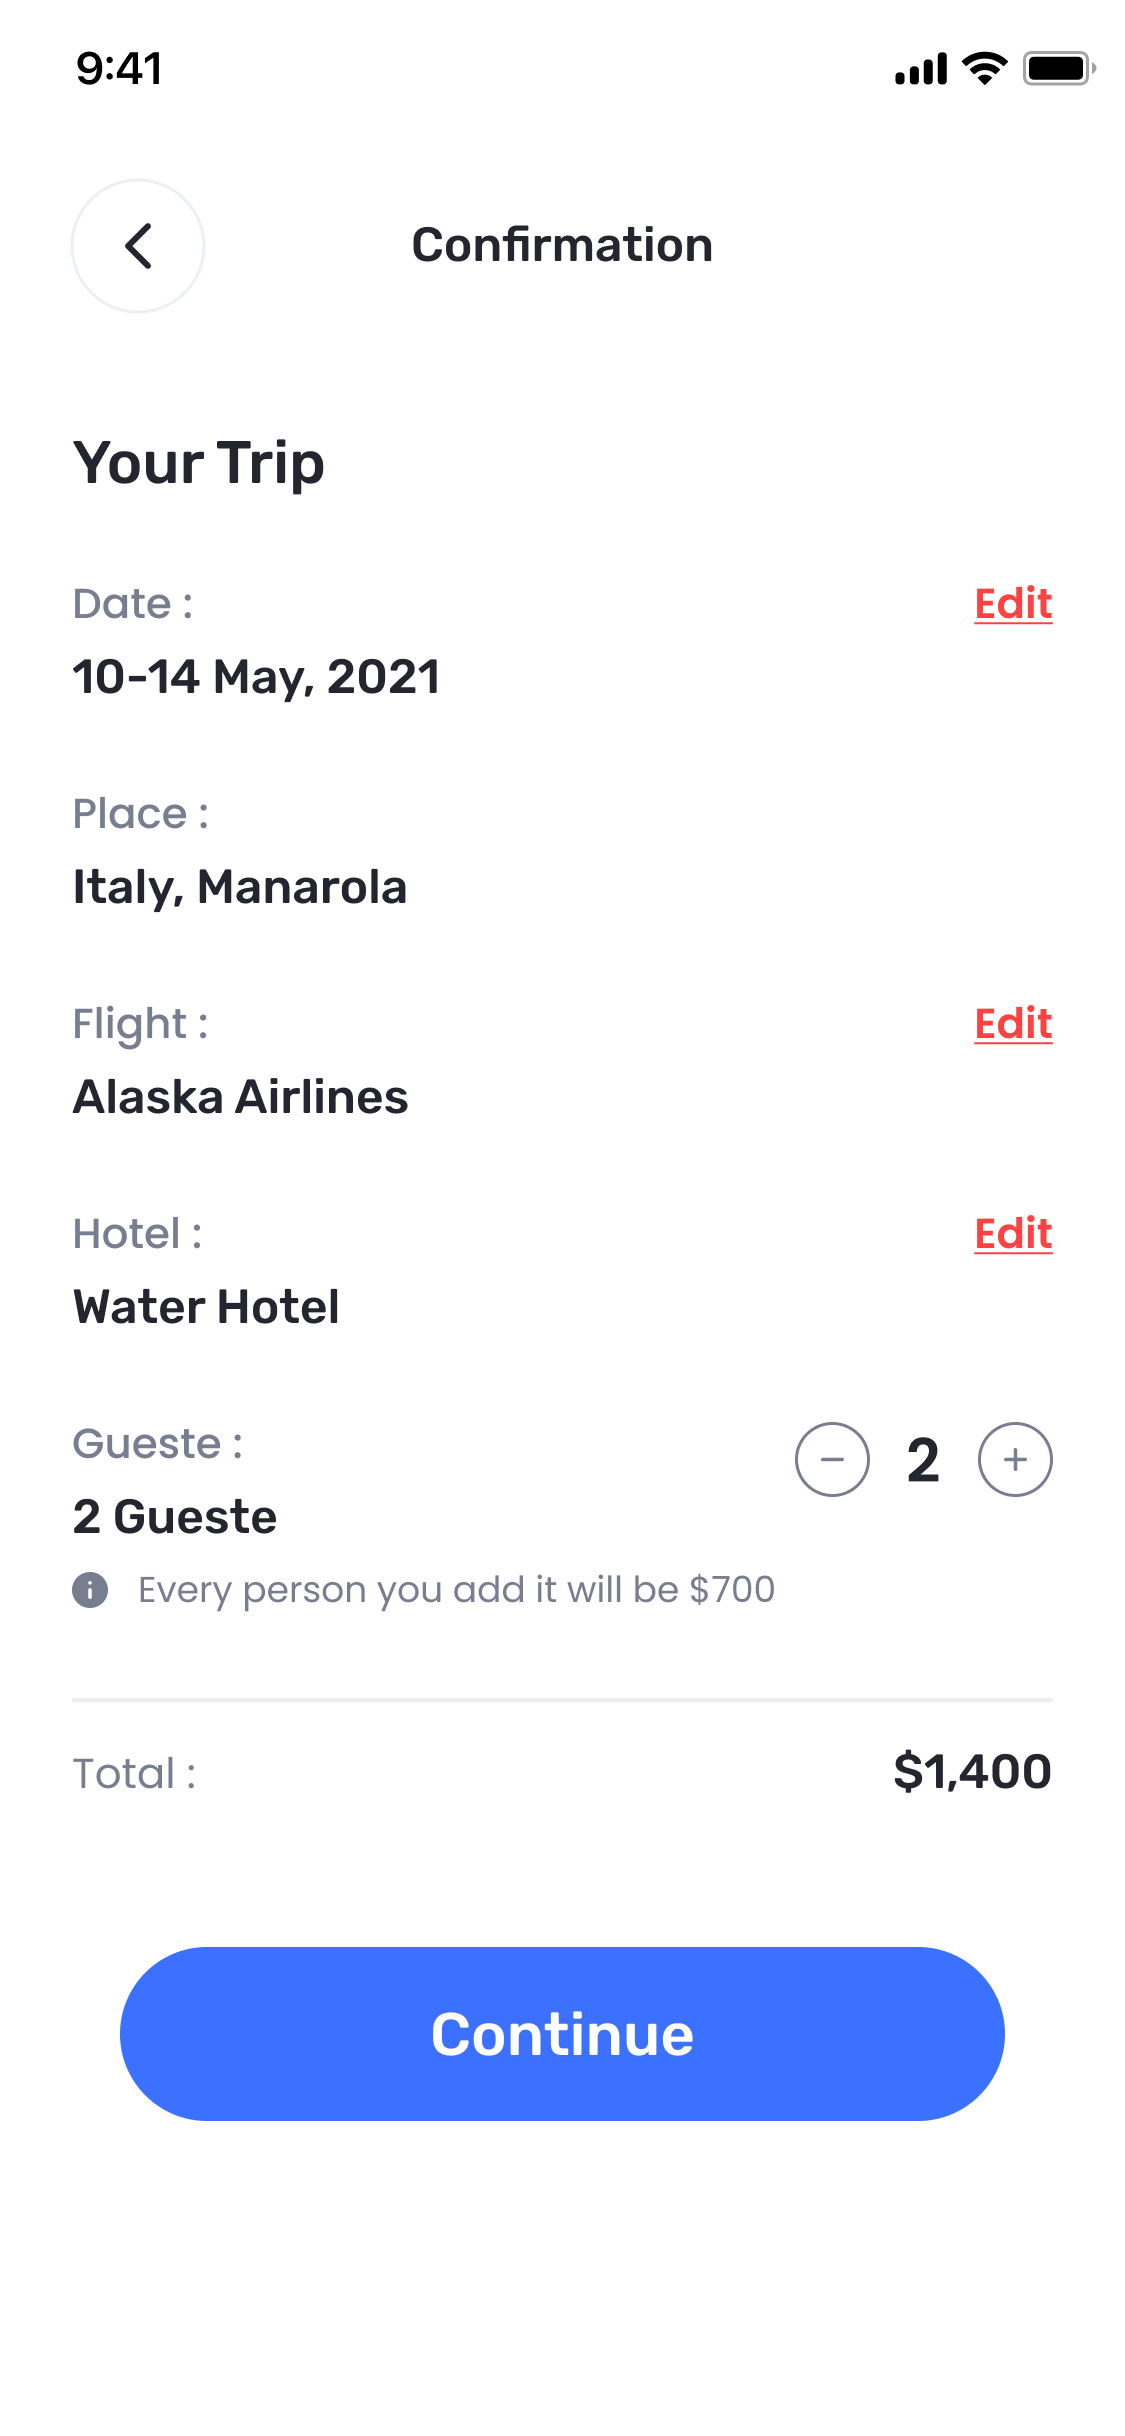 9:41
Confirmation
Your Trip
Date :
Edit
10-14 May, 2021
Place :
Italy, Manarola
Flight :
Edit
Alaska Airlines
Hotel :
Edit
Water Hotel
Gueste :
2
2 Gueste
Every person you add it will be $700
Total :
$1,400
Continue